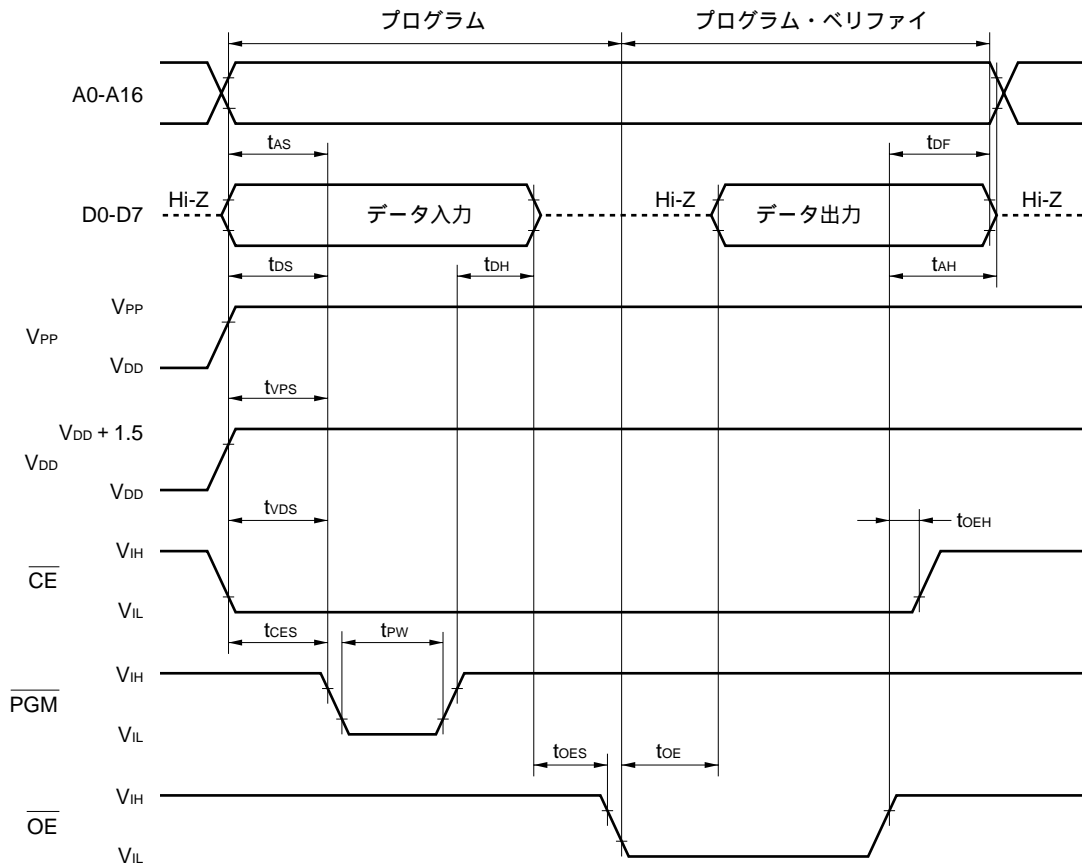 プログラム プログラム・ベリファイ
A0-A16
tAS tDF
D0-D7 Hi-Z データ入力 Hi-Z データ出力 Hi-Z
tDS tDH tAH
VPP
VPP
VDD
tVPS
VDD + 1.5
VDD
VDD
tVDS tOEH
VIH
CE
VIL
tCES tPW
VIH
PGM
VIL
tOES tOE
VIH
OE
VIL